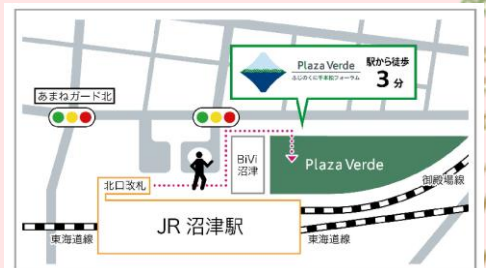 Plaza Verde
ふじのくに千本松フォーラム
駅から徒歩
3分
あまねガード北
BiVi
沼津
Plaza Verde
北口改札
御殿場線
JR 沼津駅
東海道線
東海道線